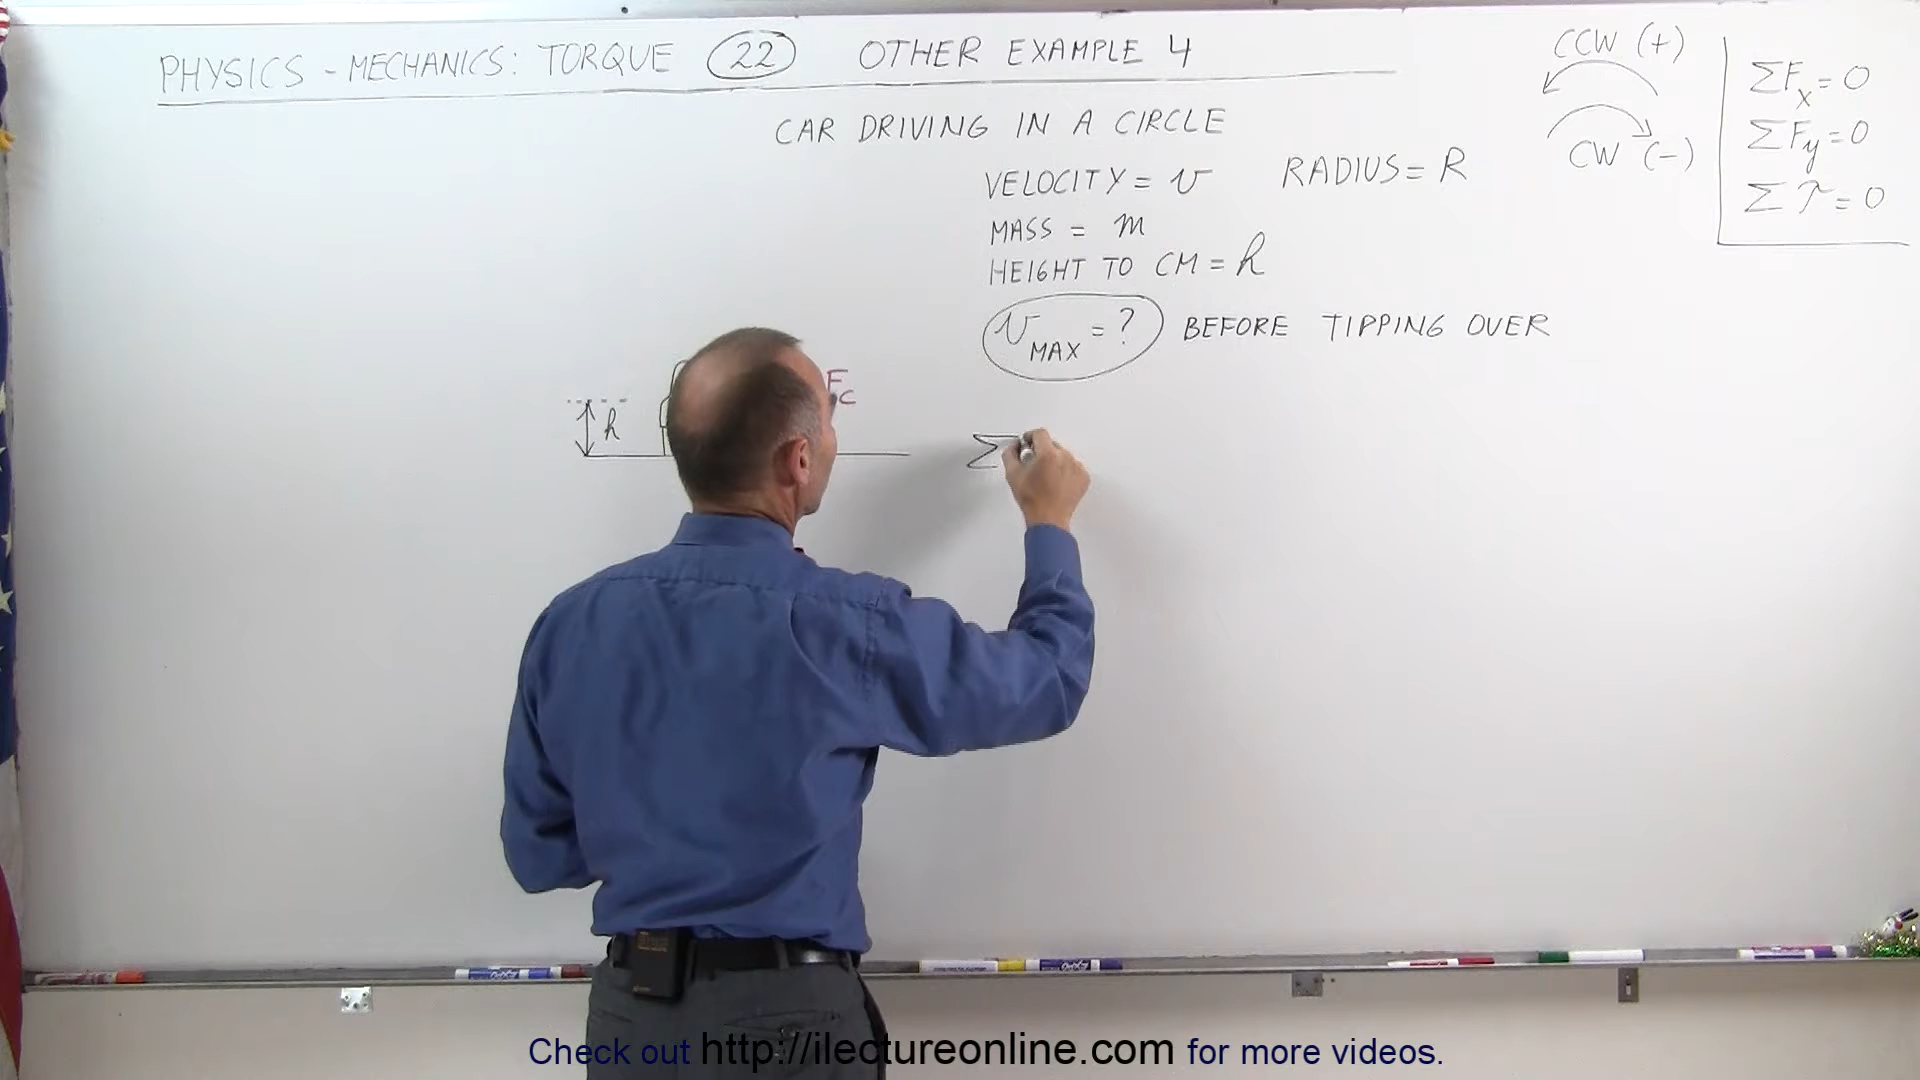 PHYSICS - MECHANICS: TORQUE 22 OTHER EXAMPLE 4
CAR DRIVING IN A CIRCLE
VELOCITY = v RADIUS = R
MASS = m
HEIGHT TO CM = h
v MAX = ? BEFORE TIPPING OVER
CCW (+)
CW (-)
ΣFx = 0
ΣFy = 0
Στ = 0
h
Fc
Σ
Check out http://ilectureonline.com for more videos.